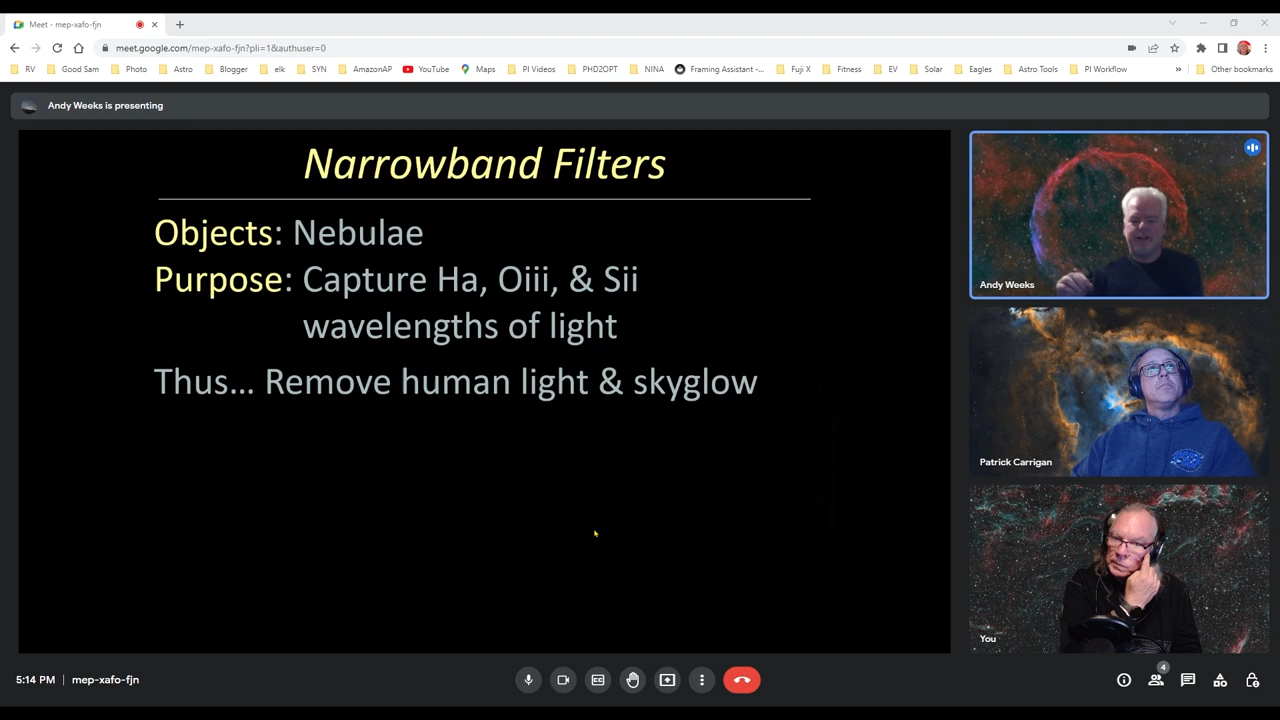 Meet - mep-xafo-fjn
meet.google.com/mep-xafo-fjn?pli=1&authuser=0
RV Good Sam Photo Astro Blogger elk SYN AmazonAP YouTube Maps PI Videos PHD2OPT NINA Framing Assistant -... Fuji X Fitness EV Solar Eagles Astro Tools PI Workflow » Other bookmarks
Andy Weeks is presenting
Narrowband Filters
Objects: Nebulae
Purpose: Capture Ha, Oiii, & Sii
wavelengths of light
Thus... Remove human light & skyglow
Andy Weeks
Patrick Carrigan
You
5:14 PM | mep-xafo-fjn
4